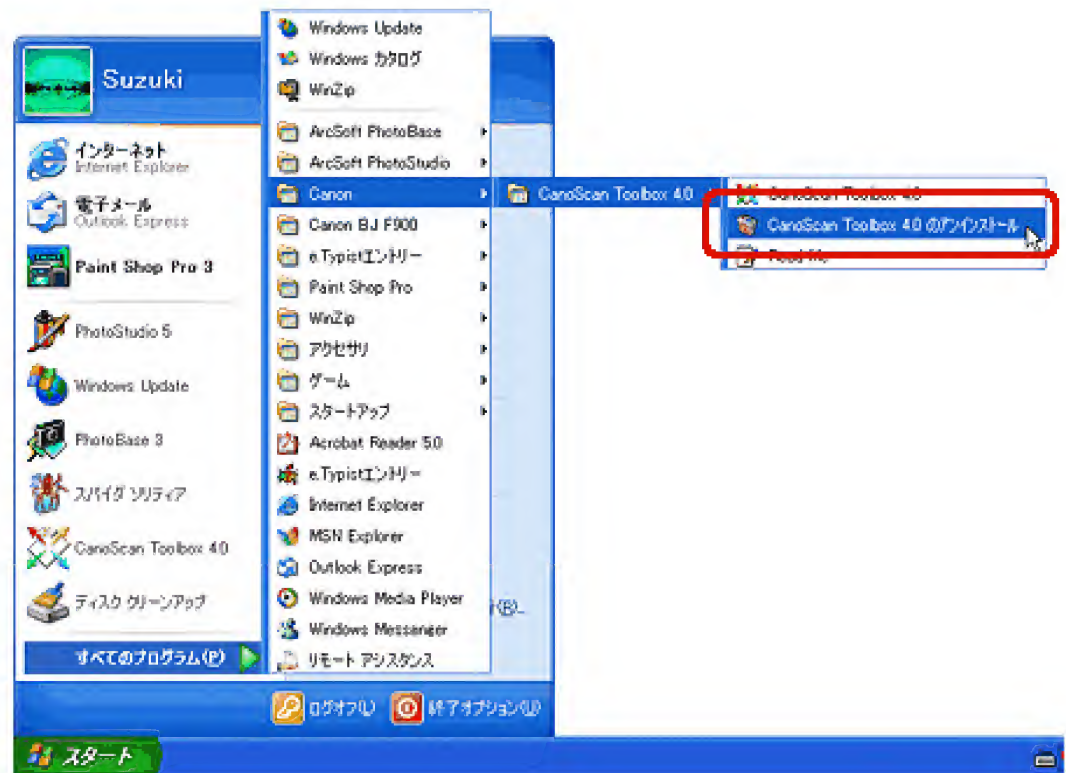 Suzuki
インターネット
Internet Explorer
電子メール
Outlook Express
Paint Shop Pro 3
PhotoStudio 5
Windows Update
PhotoBase 3
スパイダ ソリティア
CanoScan Toolbox 4.0
ディスク クリーンアップ
すべてのプログラム(P)
Windows Update
Windows カタログ
WinZip
ArcSoft PhotoBase
ArcSoft PhotoStudio
Canon
Canon BJ F900
e.Typistエントリー
Paint Shop Pro
WinZip
アクセサリ
ゲーム
スタートアップ
Acrobat Reader 5.0
e.Typistエントリー
Internet Explorer
MSN Explorer
Outlook Express
Windows Media Player
Windows Messenger
リモート アシスタンス
CanoScan Toolbox 4.0
CanoScan Toolbox 4.0
CanoScan Toolbox 4.0 のアンインストール
(R)...
ログオフ(L)
終了オプション(U)
スタート